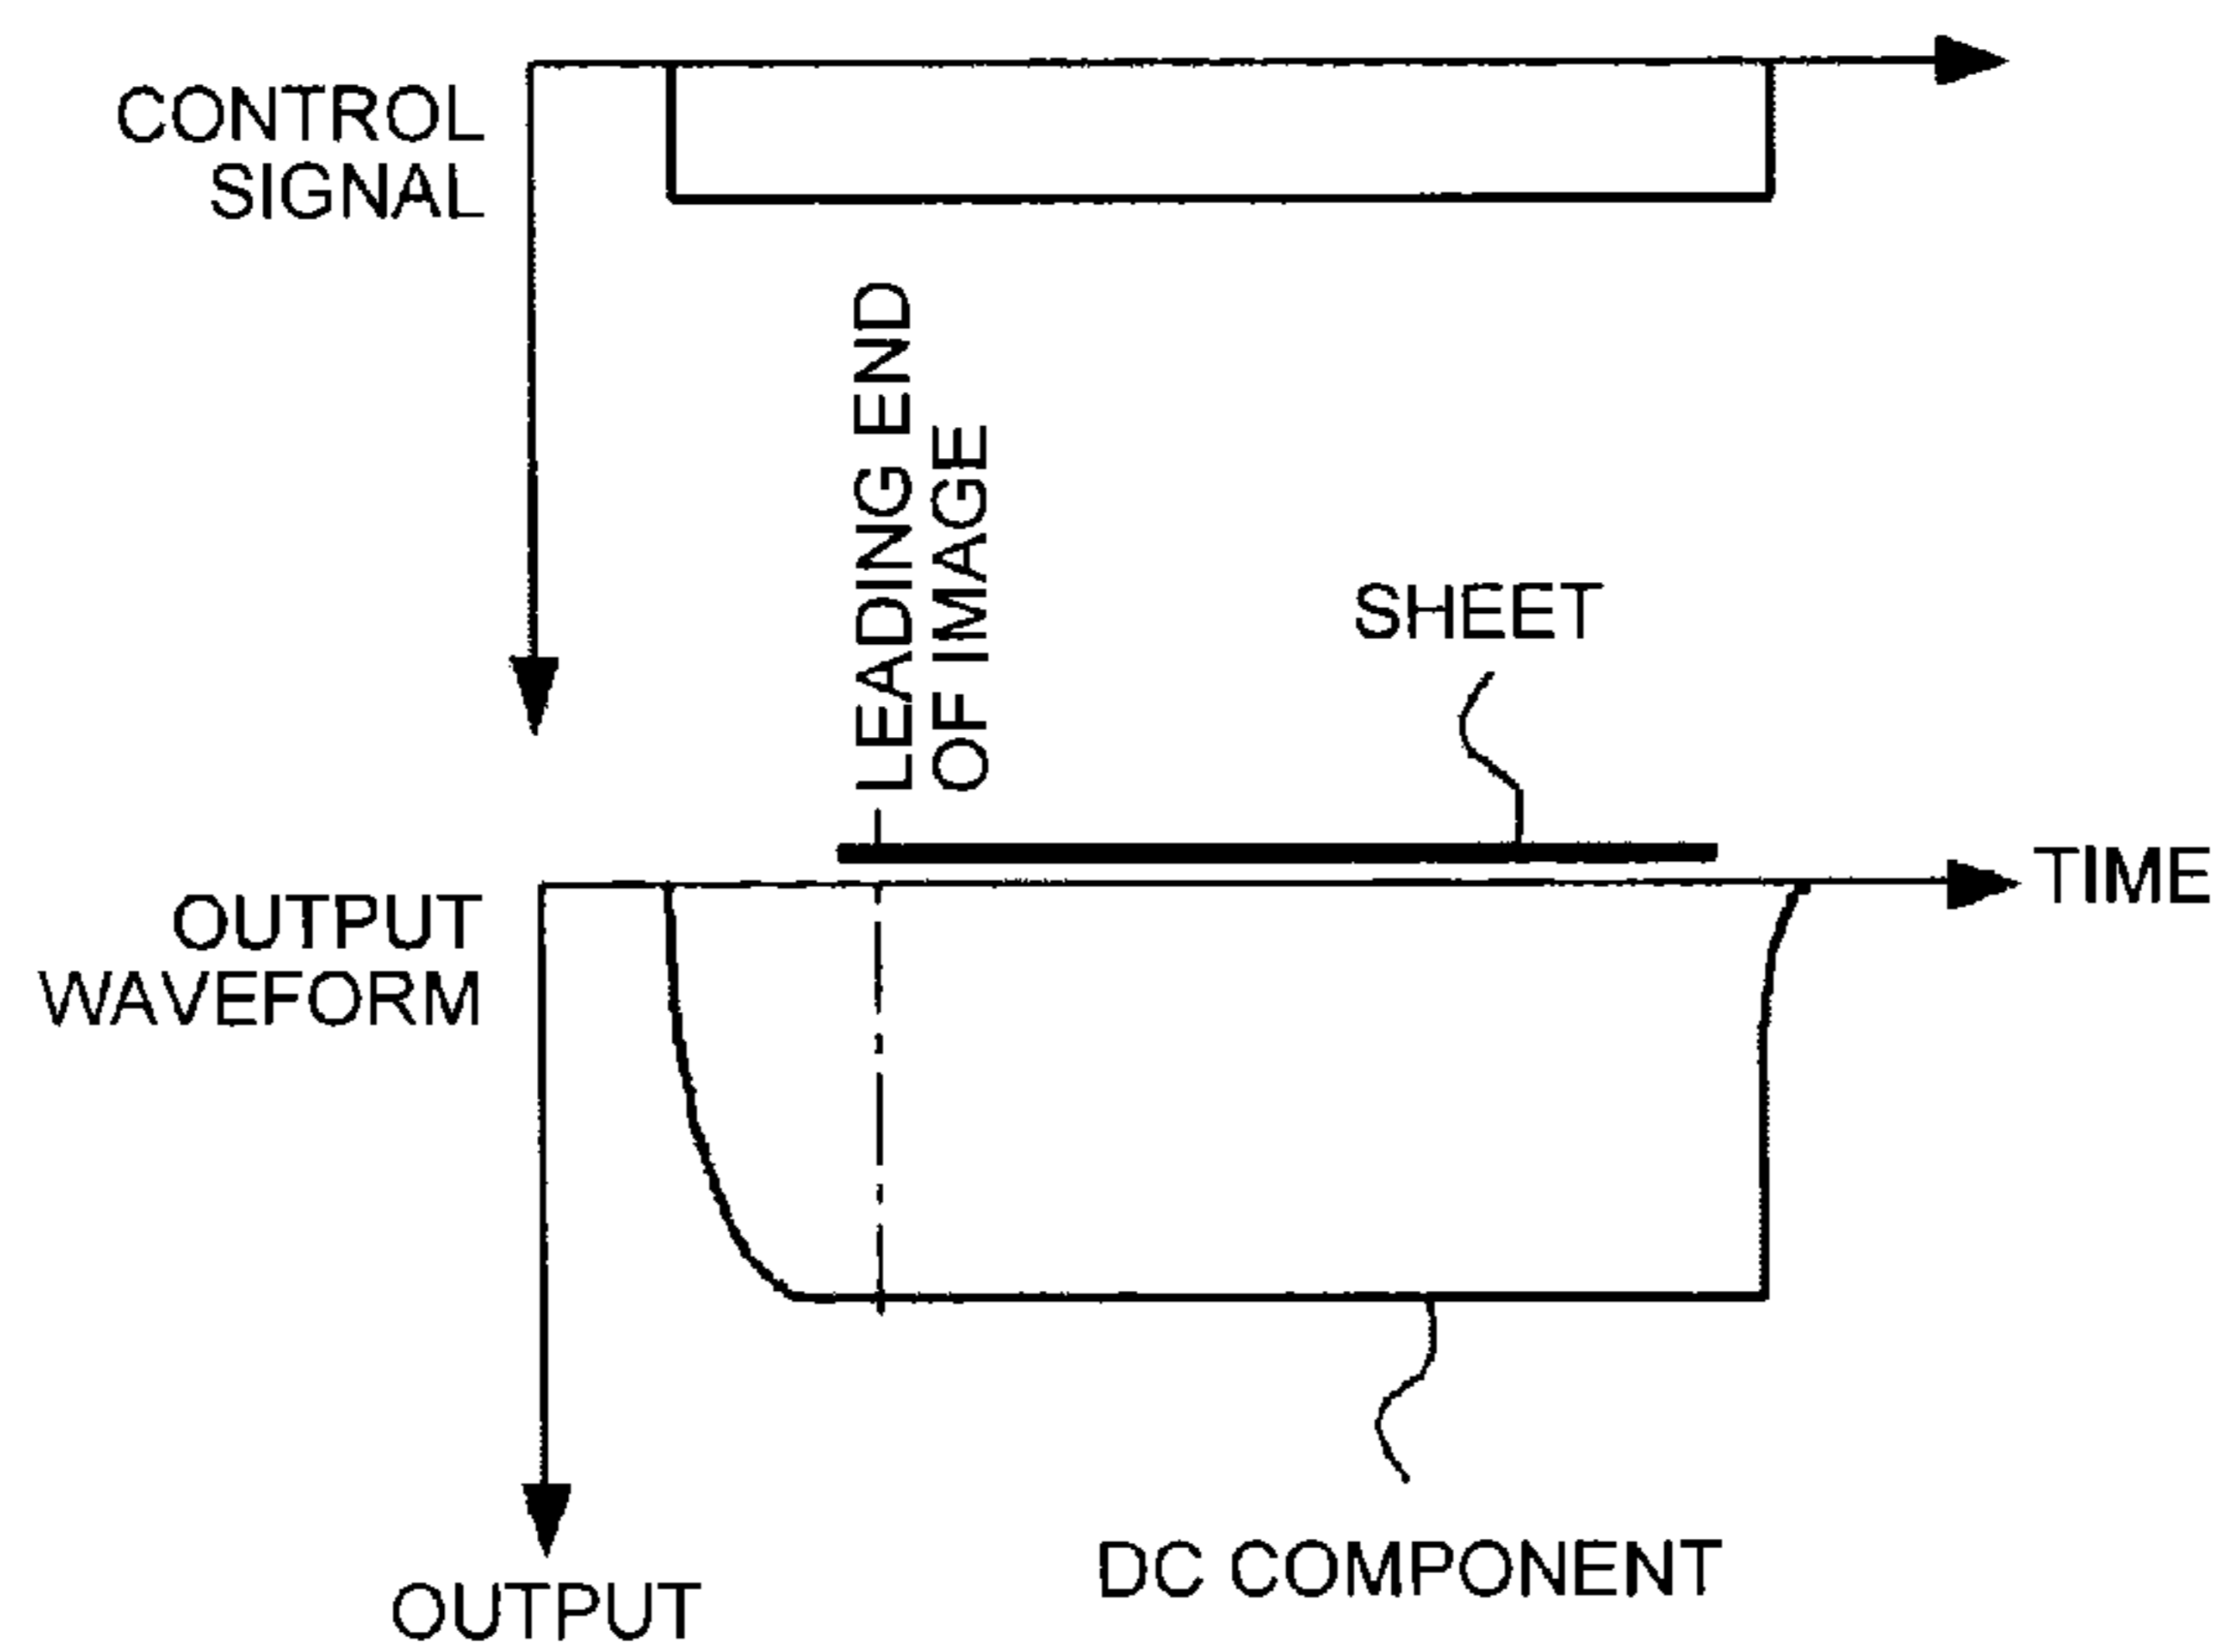 CONTROL
SIGNAL
LEADING END
OF IMAGE
SHEET
TIME
OUTPUT
WAVEFORM
DC COMPONENT
OUTPUT